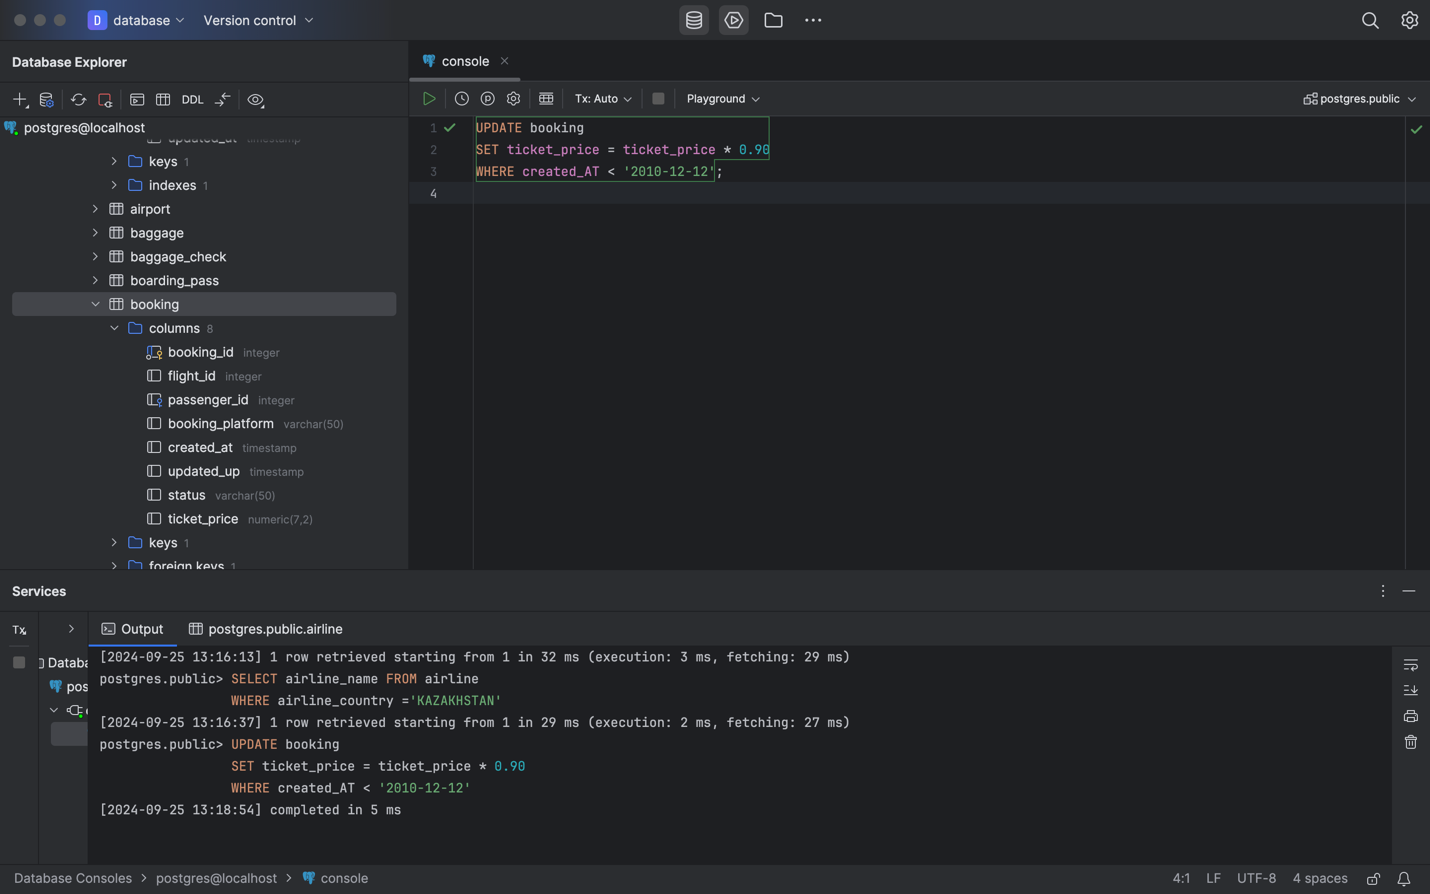 D database
Version control
Database Explorer
console
DDL
Tx: Auto
Playground
postgres.public
postgres@localhost
updated_at timestamp
keys 1
indexes 1
airport
baggage
baggage_check
boarding_pass
booking
columns 8
booking_id integer
flight_id integer
passenger_id integer
booking_platform varchar(50)
created_at timestamp
updated_up timestamp
status varchar(50)
ticket_price numeric(7,2)
keys 1
foreign keys 1
1 UPDATE booking
2 SET ticket_price = ticket_price * 0.90
3 WHERE created_AT < '2010-12-12';
4
Services
Tx
Output
postgres.public.airline
Databa
pos
[2024-09-25 13:16:13] 1 row retrieved starting from 1 in 32 ms (execution: 3 ms, fetching: 29 ms)
postgres.public> SELECT airline_name FROM airline
WHERE airline_country ='KAZAKHSTAN'
[2024-09-25 13:16:37] 1 row retrieved starting from 1 in 29 ms (execution: 2 ms, fetching: 27 ms)
postgres.public> UPDATE booking
SET ticket_price = ticket_price * 0.90
WHERE created_AT < '2010-12-12'
[2024-09-25 13:18:54] completed in 5 ms
Database Consoles > postgres@localhost > console
4:1 LF UTF-8 4 spaces